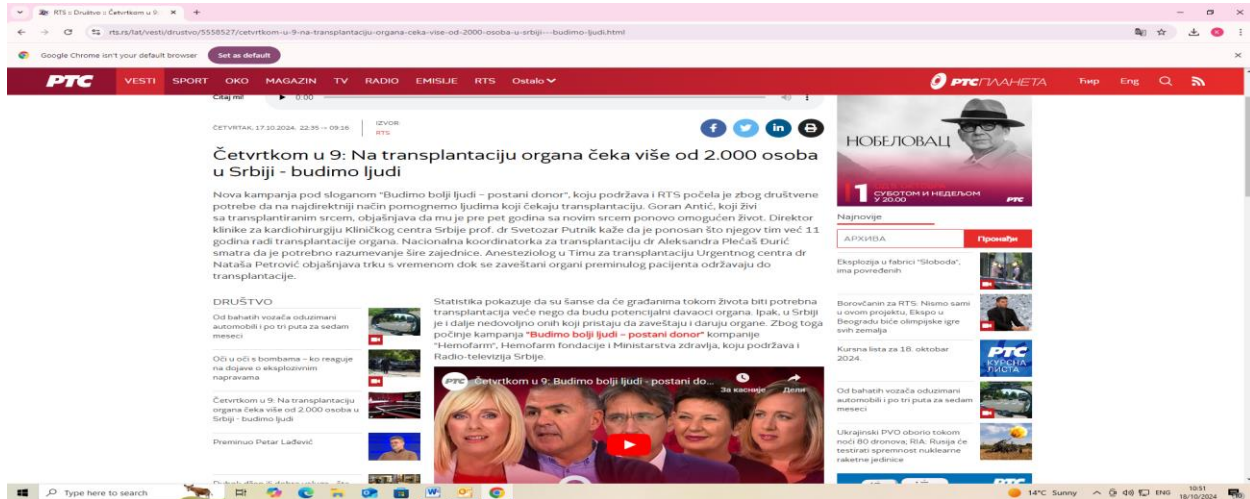 RTS :: Društvo :: Četvrtkom u 9:
rts.rs/lat/vesti/drustvo/5558527/cetvrtkom-u-9-na-transplantaciju-organa-ceka-vise-od-2000-osoba-u-srbiji---budimo-ljudi.html
Google Chrome isn't your default browser
Set as default
РТС
VESTI SPORT OKO MAGAZIN TV RADIO EMISIJE RTS Ostalo
РТС ПЛАНЕТА
Ћир Eng
Čitaj mi!
0:00
ČETVRTAK, 17.10.2024, 22:35 -> 09:16
IZVOR:
RTS
Četvrtkom u 9: Na transplantaciju organa čeka više od 2.000 osoba
u Srbiji - budimo ljudi
Nova kampanja pod sloganom "Budimo bolji ljudi – postani donor", koju podržava i RTS počela je zbog društvene
potrebe da na najdirektniji način pomognemo ljudima koji čekaju transplantaciju. Goran Antić, koji živi
sa transplantiranim srcem, objašnjava da mu je pre pet godina sa novim srcem ponovo omogućen život. Direktor
klinike za kardiohirurgiju Kliničkog centra Srbije prof. dr Svetozar Putnik kaže da je ponosan što njegov tim već 11
godina radi transplantacije organa. Nacionalna koordinatorka za transplantaciju dr Aleksandra Plećaš Đurić
smatra da je potrebno razumevanje šire zajednice. Anesteziolog u Timu za transplantaciju Urgentnog centra dr
Nataša Petrović objašnjava trku s vremenom dok se zaveštani organi preminulog pacijenta održavaju do
transplantacije.
DRUŠTVO
Od bahatih vozača oduzimani
automobili i po tri puta za sedam
meseci
Oči u oči s bombama – ko reaguje
na dojave o eksplozivnim
napravama
Četvrtkom u 9: Na transplantaciju
organa čeka više od 2.000 osoba u
Srbiji - budimo ljudi
Preminuo Petar Lađević
Statistika pokazuje da su šanse da će građanima tokom života biti potrebna
transplantacija veće nego da budu potencijalni davaoci organa. Ipak, u Srbiji
je i dalje nedovoljno onih koji pristaju da zaveštaju i daruju organe. Zbog toga
počinje kampanja "Budimo bolji ljudi – postani donor" kompanije
"Hemofarm", Hemofarm fondacije i Ministarstva zdravlja, koju podržava i
Radio-televizija Srbije.
РТС
Četvrtkom u 9: Budimo bolji ljudi - postani do...
За касније
Дели
НОБЕЛОВАЦ
1
СУБОТОМ И НЕДЕЉОМ
У 20.00
РТС
Najnovije
АРХИВА
Пронађи
Eksplozija u fabrici "Sloboda",
ima povređenih
Borovčanin za RTS: Nismo sami
u ovom projektu, Ekspo u
Beogradu biće olimpijske igre
svih zemalja
Kursna lista za 18. oktobar
2024.
РТС
КУРСНА
ЛИСТА
Od bahatih vozača oduzimani
automobili i po tri puta za sedam
meseci
Ukrajinski PVO oborio tokom
noći 80 dronova; RIA: Rusija će
testirati spremnost nuklearne
raketne jedinice
Type here to search
14°C Sunny
ENG
10:51
18/10/2024